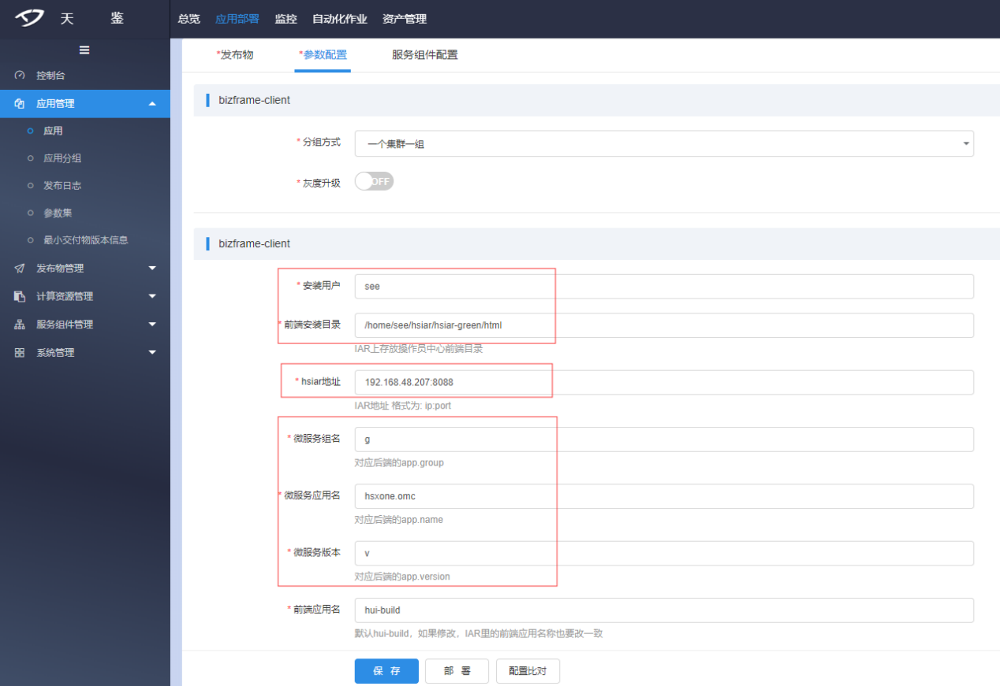 天 鉴
总览 应用部署 监控 自动化作业 资产管理
控制台
应用管理
应用
应用分组
发布日志
参数集
最小交付物版本信息
发布物管理
计算资源管理
服务组件管理
系统管理
*发布物 *参数配置 服务组件配置
bizframe-client
* 分组方式 一个集群一组
* 灰度升级 OFF
bizframe-client
* 安装用户 see
* 前端安装目录 /home/see/hsiar/hsiar-green/html
IAR上存放操作员中心前端目录
* hsiar地址 192.168.48.207:8088
IAR地址 格式为: ip:port
* 微服务组名 g
对应后端的app.group
* 微服务应用名 hsxone.omc
对应后端的app.name
* 微服务版本 v
对应后端的app.version
* 前端应用名 hui-build
默认hui-build，如果修改，IAR里的前端应用名称也要改一致
保 存 部 署 配置比对